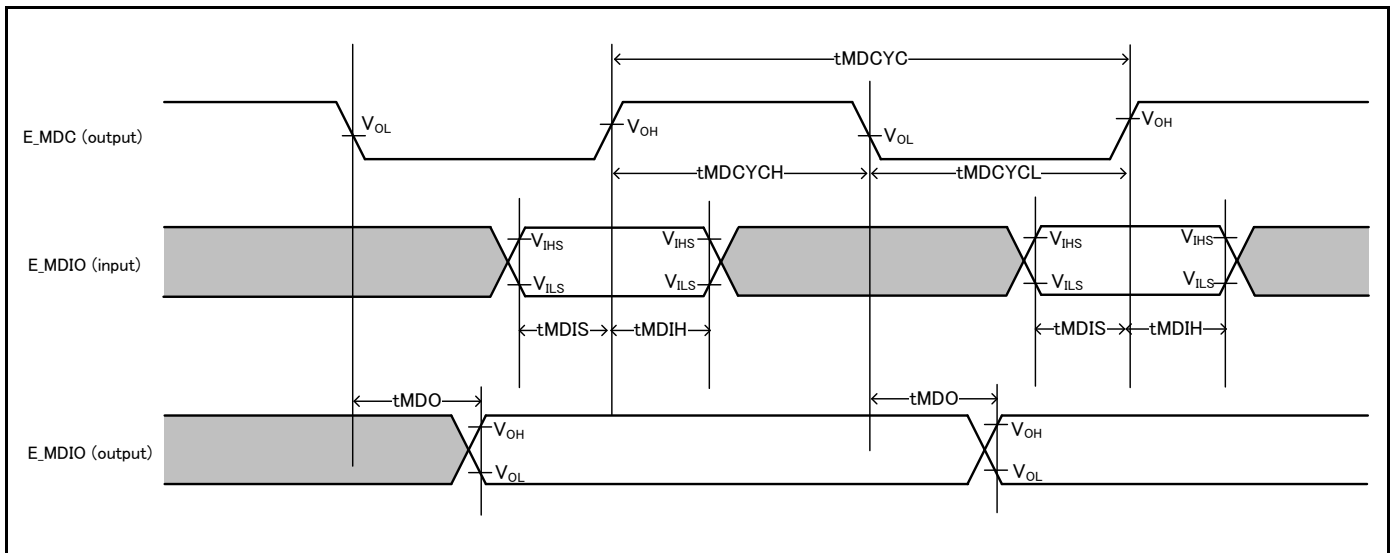 tMDCYC
E_MDC (output)
VOL
VOH
VOL
VOH
tMDCYCH
tMDCYCL
E_MDIO (input)
VIHS
VIHS
VIHS
VIHS
VILS
VILS
VILS
VILS
tMDIS
tMDIH
tMDIS
tMDIH
tMDO
tMDO
E_MDIO (output)
VOH
VOH
VOL
VOL